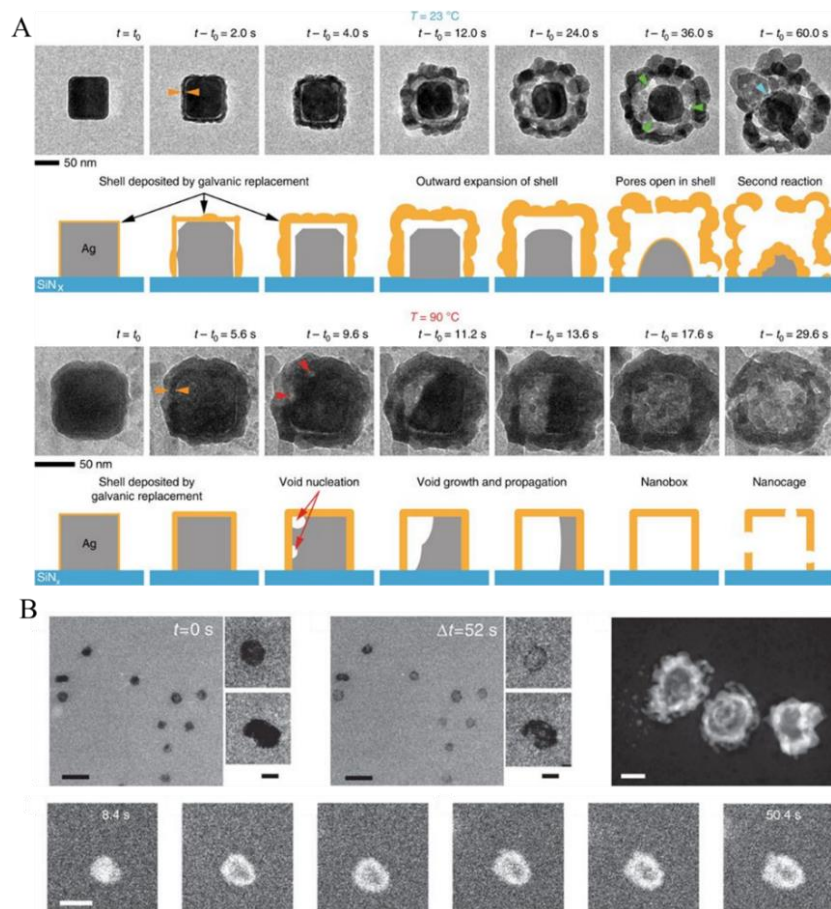 A
T = 23 °C
t = t0 t − t0 = 2.0 s t − t0 = 4.0 s t − t0 = 12.0 s t − t0 = 24.0 s t − t0 = 36.0 s t − t0 = 60.0 s
50 nm
Shell deposited by galvanic replacement Outward expansion of shell Pores open in shell Second reaction
Ag
SiNx
T = 90 °C
t = t0 t − t0 = 5.6 s t − t0 = 9.6 s t − t0 = 11.2 s t − t0 = 13.6 s t − t0 = 17.6 s t − t0 = 29.6 s
50 nm
Shell deposited by
galvanic replacement Void nucleation Void growth and propagation Nanobox Nanocage
Ag
SiNx
B
t=0 s Δt=52 s
8.4 s 50.4 s